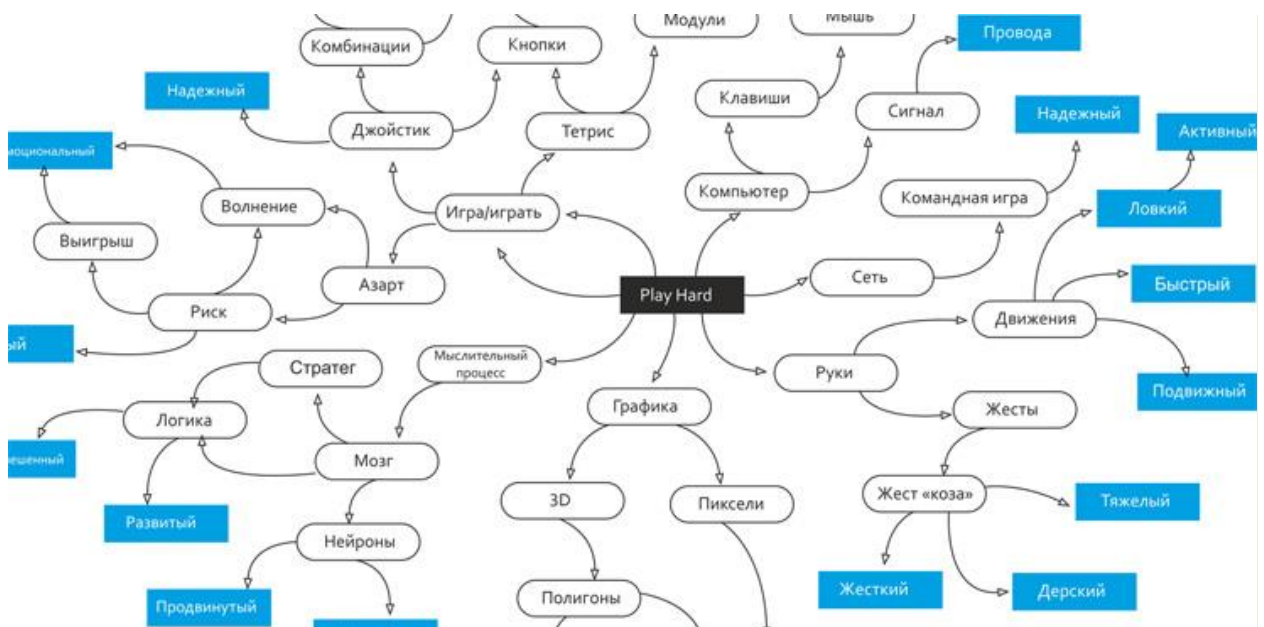 Модули
Мышь
Провода
Комбинации
Кнопки
Надежный
Клавиши
Сигнал
Надежный
Джойстик
Тетрис
Активный
Компьютер
Командная игра
Волнение
Игра/играть
Ловкий
Выигрыш
Сеть
Азарт
Play Hard
Быстрый
Риск
Движения
Мыслительный
процесс
Стратег
Руки
Подвижный
Графика
Жесты
Логика
Мозг
3D
Пиксели
Жест «коза»
Тяжелый
Развитый
Нейроны
Жесткий
Дерский
Полигоны
Продвинутый